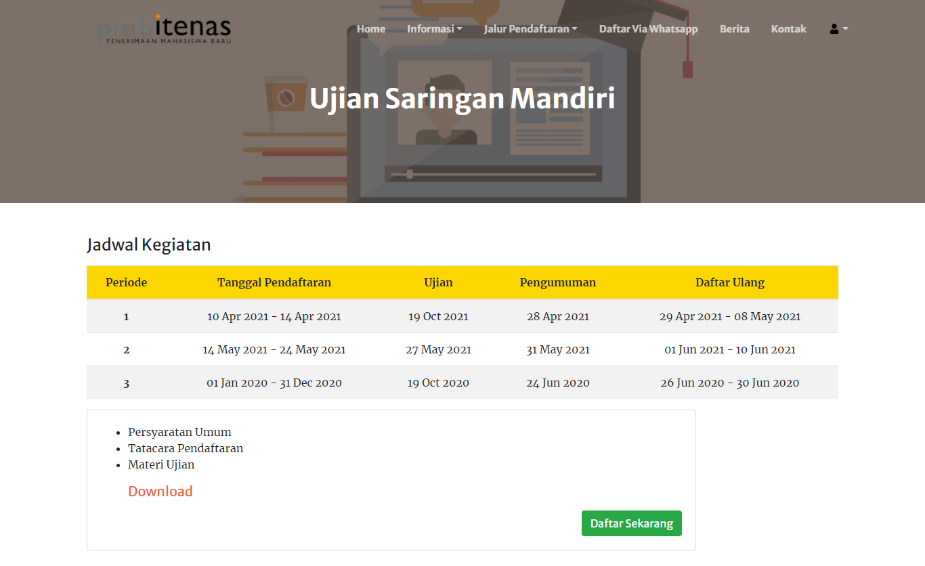 pmbitenas
PENERIMAAN MAHASISWA BARU
Home Informasi Jalur Pendaftaran Daftar Via Whatsapp Berita Kontak
Ujian Saringan Mandiri
Jadwal Kegiatan
Periode Tanggal Pendaftaran Ujian Pengumuman Daftar Ulang
1 10 Apr 2021 - 14 Apr 2021 19 Oct 2021 28 Apr 2021 29 Apr 2021 - 08 May 2021
2 14 May 2021 - 24 May 2021 27 May 2021 31 May 2021 01 Jun 2021 - 10 Jun 2021
3 01 Jan 2020 - 31 Dec 2020 19 Oct 2020 24 Jun 2020 26 Jun 2020 - 30 Jun 2020
• Persyaratan Umum
• Tatacara Pendaftaran
• Materi Ujian
Download
Daftar Sekarang